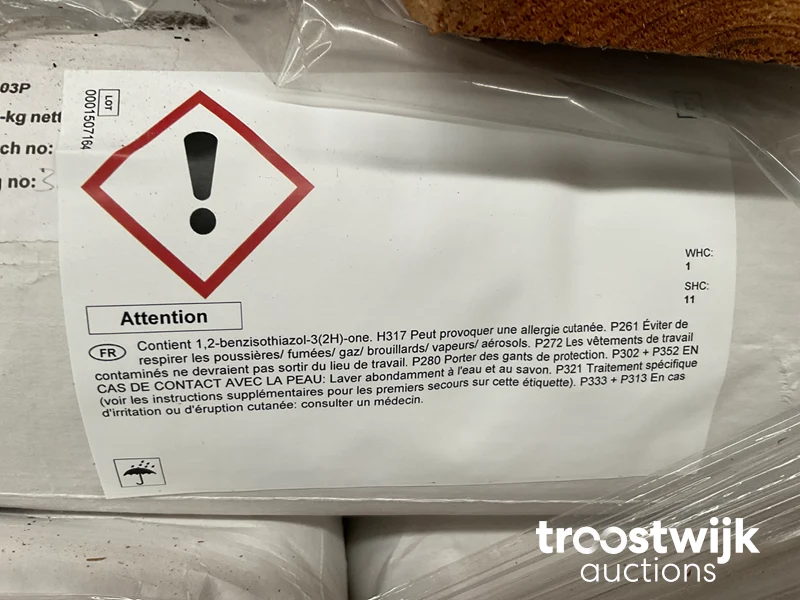 03P
-kg nett
ch no:
no: 3
LOT
0001507164
WHC:
1
SHC:
11
Attention
FR Contient 1,2-benzisothiazol-3(2H)-one. H317 Peut provoquer une allergie cutanée. P261 Éviter de
respirer les poussières/ fumées/ gaz/ brouillards/ vapeurs/ aérosols. P272 Les vêtements de travail
contaminés ne devraient pas sortir du lieu de travail. P280 Porter des gants de protection. P302 + P352 EN
CAS DE CONTACT AVEC LA PEAU: Laver abondamment à l'eau et au savon. P321 Traitement spécifique
(voir les instructions supplémentaires pour les premiers secours sur cette étiquette). P333 + P313 En cas
d'irritation ou d'éruption cutanée: consulter un médecin.
troostwijk
auctions